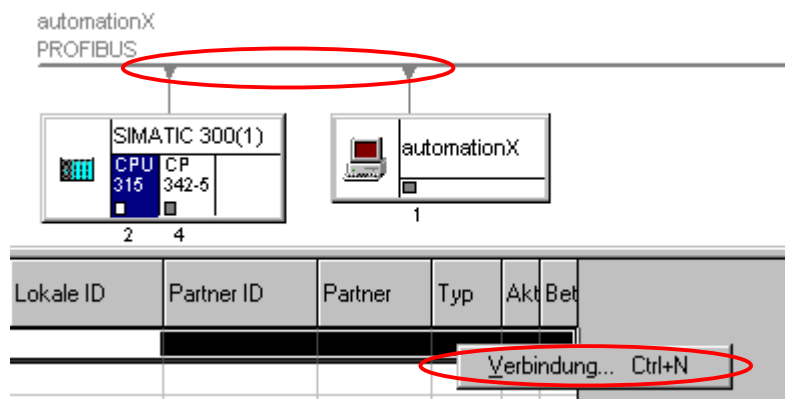 automationX
PROFIBUS
SIMATIC 300(1)
CPU 315
CP 342-5
2
4
automationX
1
Lokale ID
Partner ID
Partner
Typ
Akt
Bet
Verbindung... Ctrl+N